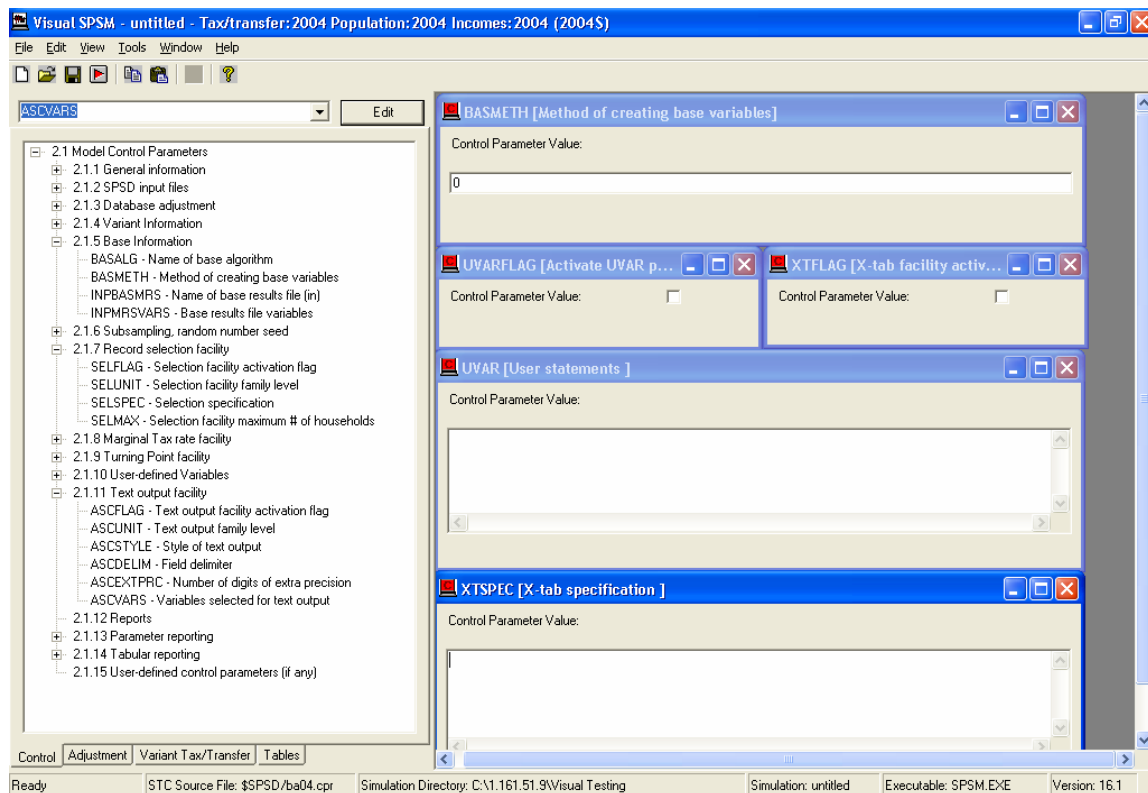 Visual SPSM - untitled - Tax/transfer:2004 Population:2004 Incomes:2004 (2004$)
File Edit View Tools Window Help
ASCVARS
Edit
2.1 Model Control Parameters
2.1.1 General information
2.1.2 SPSD input files
2.1.3 Database adjustment
2.1.4 Variant Information
2.1.5 Base Information
BASALG - Name of base algorithm
BASMETH - Method of creating base variables
INPBASMRS - Name of base results file (in)
INPMRSVARS - Base results file variables
2.1.6 Subsampling, random number seed
2.1.7 Record selection facility
SELFLAG - Selection facility activation flag
SELUNIT - Selection facility family level
SELSPEC - Selection specification
SELMAX - Selection facility maximum # of households
2.1.8 Marginal Tax rate facility
2.1.9 Turning Point facility
2.1.10 User-defined Variables
2.1.11 Text output facility
ASCFLAG - Text output facility activation flag
ASCUNIT - Text output family level
ASCSTYLE - Style of text output
ASCDELIM - Field delimiter
ASCEXTPRC - Number of digits of extra precision
ASCVARS - Variables selected for text output
2.1.12 Reports
2.1.13 Parameter reporting
2.1.14 Tabular reporting
2.1.15 User-defined control parameters (if any)
Control Adjustment Variant Tax/Transfer Tables
BASMETH [Method of creating base variables]
Control Parameter Value:
0
UVARFLAG [Activate UVAR p...
Control Parameter Value:
XTFLAG [X-tab facility activ...
Control Parameter Value:
UVAR [User statements ]
Control Parameter Value:
XTSPEC [X-tab specification ]
Control Parameter Value:
Ready STC Source File: $SPSD/ba04.cpr Simulation Directory: C:\1.161.51.9\Visual Testing Simulation: untitled Executable: SPSM.EXE Version: 16.1